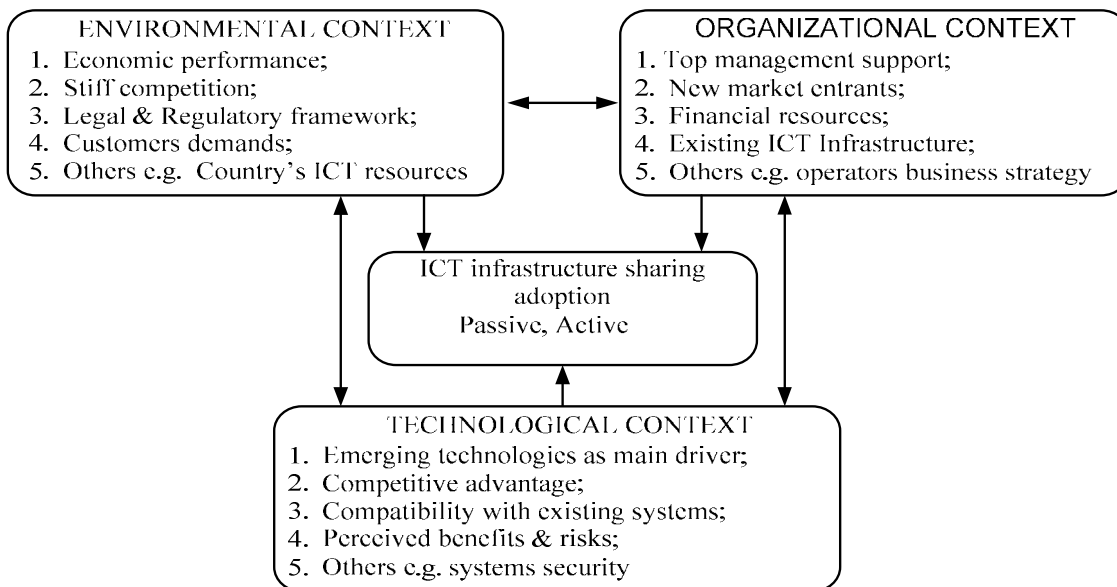 ENVIRONMENTAL CONTEXT
1. Economic performance;
2. Stiff competition;
3. Legal & Regulatory framework;
4. Customers demands;
5. Others e.g. Country's ICT resources
ORGANIZATIONAL CONTEXT
1. Top management support;
2. New market entrants;
3. Financial resources;
4. Existing ICT Infrastructure;
5. Others e.g. operators business strategy
ICT infrastructure sharing
adoption
Passive, Active
TECHNOLOGICAL CONTEXT
1. Emerging technologies as main driver;
2. Competitive advantage;
3. Compatibility with existing systems;
4. Perceived benefits & risks;
5. Others e.g. systems security